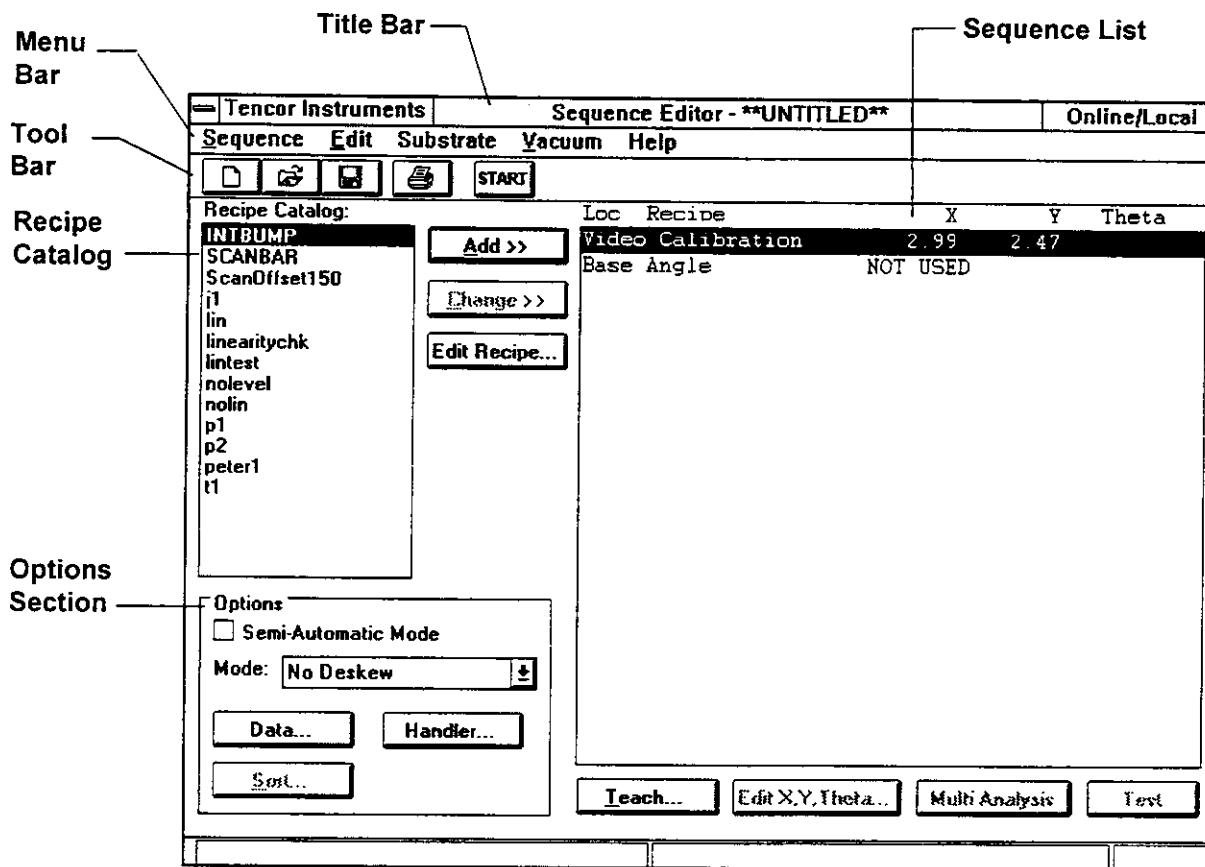 Title Bar
Sequence List
Menu
Bar
Tencor Instruments
Sequence Editor - **UNTITLED**
Online/Local
Tool
Bar
Sequence Edit Substrate Vacuum Help
START
Recipe
Catalog
Recipe Catalog:
INTBUMP
SCANBAR
ScanOffset150
j1
lin
linearitychk
lintest
nolevel
nolin
p1
p2
peter1
t1
Add >>
Change >>
Edit Recipe...
Loc Recipe X Y Theta
Video Calibration 2.99 2.47
Base Angle NOT USED
Options
Section
Options
Semi-Automatic Mode
Mode: No Deskew
Data... Handler...
Sort...
Teach... Edit X,Y,Theta... Multi Analysis Test